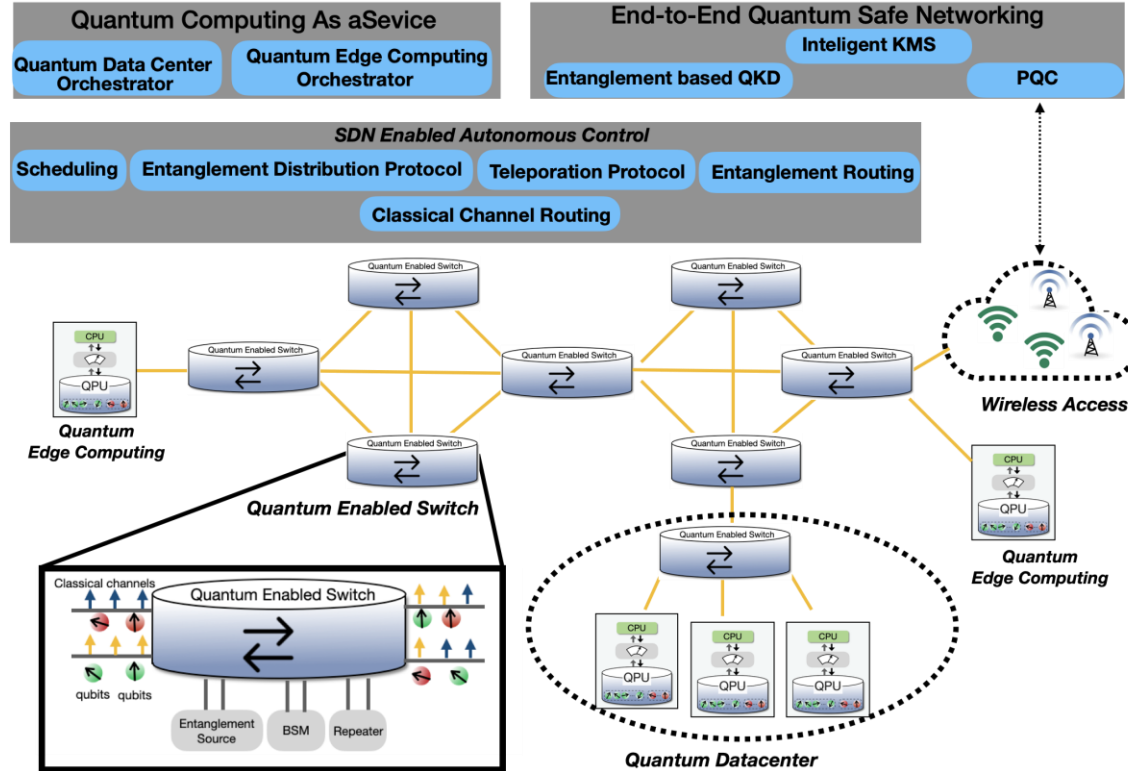 Quantum Computing As aSevice
Quantum Data Center
Orchestrator
Quantum Edge Computing
Orchestrator
End-to-End Quantum Safe Networking
Inteligent KMS
Entanglement based QKD
PQC
SDN Enabled Autonomous Control
Scheduling
Entanglement Distribution Protocol
Teleporation Protocol
Entanglement Routing
Classical Channel Routing
Quantum Enabled Switch
Quantum Enabled Switch
Quantum Enabled Switch
Quantum Enabled Switch
Quantum Enabled Switch
CPU
QPU
Quantum
Edge Computing
Wireless Access
Quantum Enabled Switch
Quantum Enabled Switch
Quantum Enabled Switch
CPU
QPU
Quantum
Edge Computing
Quantum Enabled Switch
Classical channels
Quantum Enabled Switch
qubits
qubits
Entanglement
Source
BSM
Repeater
CPU
QPU
CPU
QPU
CPU
QPU
Quantum Datacenter